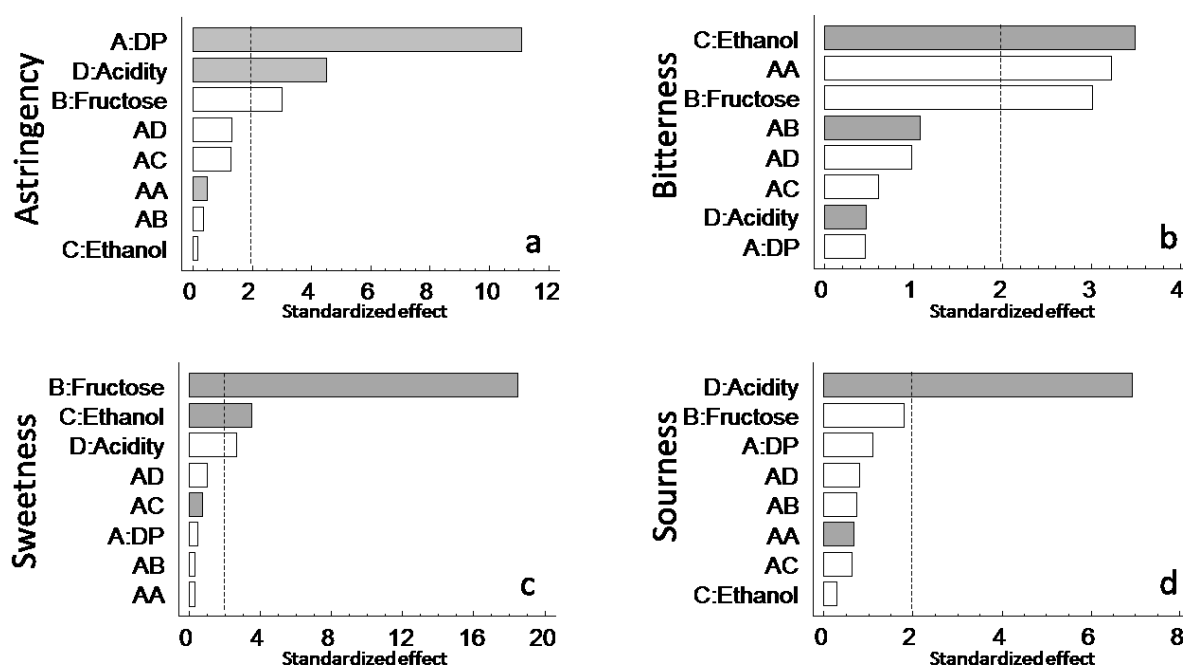 Astringency
A:DP
D:Acidity
B:Fructose
AD
AC
AA
AB
C:Ethanol
a
0 2 4 6 8 10 12
Standardized effect
Bitterness
C:Ethanol
AA
B:Fructose
AB
AD
AC
D:Acidity
A:DP
b
0 1 2 3 4
Standardized effect
Sweetness
B:Fructose
C:Ethanol
D:Acidity
AD
AC
A:DP
AB
AA
c
0 4 8 12 16 20
Standardized effect
Sourness
D:Acidity
B:Fructose
A:DP
AD
AB
AA
AC
C:Ethanol
d
0 2 4 6 8
Standardized effect